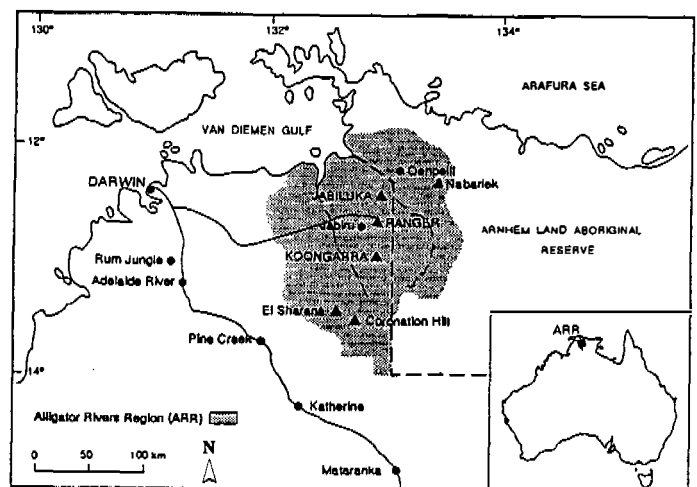 130°
132°
134°
ARAFURA SEA
12°
VAN DIEMEN GULF
Oenpelli
Nabarlek
DARWIN
JABILUKA
Jabiru
RANGER
ARNHEM LAND ABORIGINAL
RESERVE
Rum Jungle
KOONGARRA
Adelaide River
El Sharana
Coronation Hill
ARR
Pine Creek
14°
Alligator Rivers Region (ARR)
Katherine
N
0 50 100 km
Mataranka